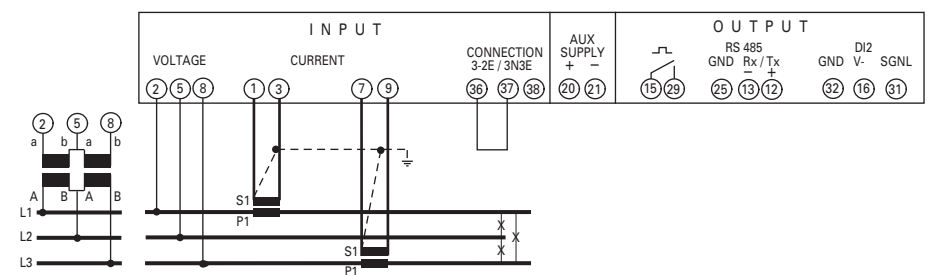 INPUT
OUTPUT
VOLTAGE
CURRENT
CONNECTION
3-2E / 3N3E
AUX
SUPPLY
+ −
RS 485
GND Rx / Tx
− +
DI2
GND V- SGNL
2 5 8
1 3
7 9
36 37 38
20 21
15 29
25 13 12
32 16 31
2 5 8
a b a b
A B A B
L1
L2
L3
S1
P1
S1
P1
X
X
X